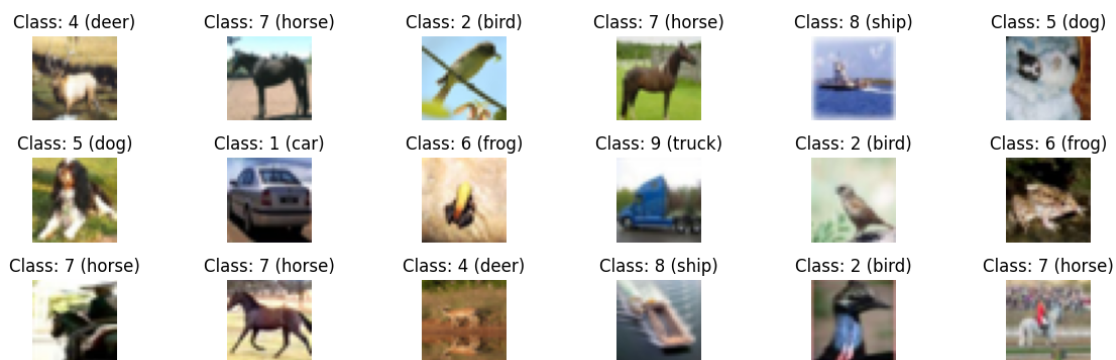 Class: 4 (deer) Class: 7 (horse) Class: 2 (bird) Class: 7 (horse) Class: 8 (ship) Class: 5 (dog)
Class: 5 (dog) Class: 1 (car) Class: 6 (frog) Class: 9 (truck) Class: 2 (bird) Class: 6 (frog)
Class: 7 (horse) Class: 7 (horse) Class: 4 (deer) Class: 8 (ship) Class: 2 (bird) Class: 7 (horse)